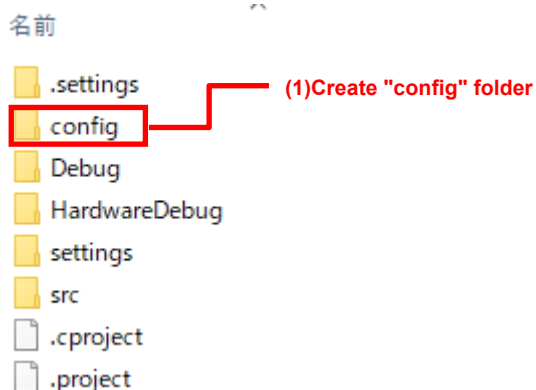 名前
.settings
(1)Create "config" folder
config
Debug
HardwareDebug
settings
src
.cproject
.project